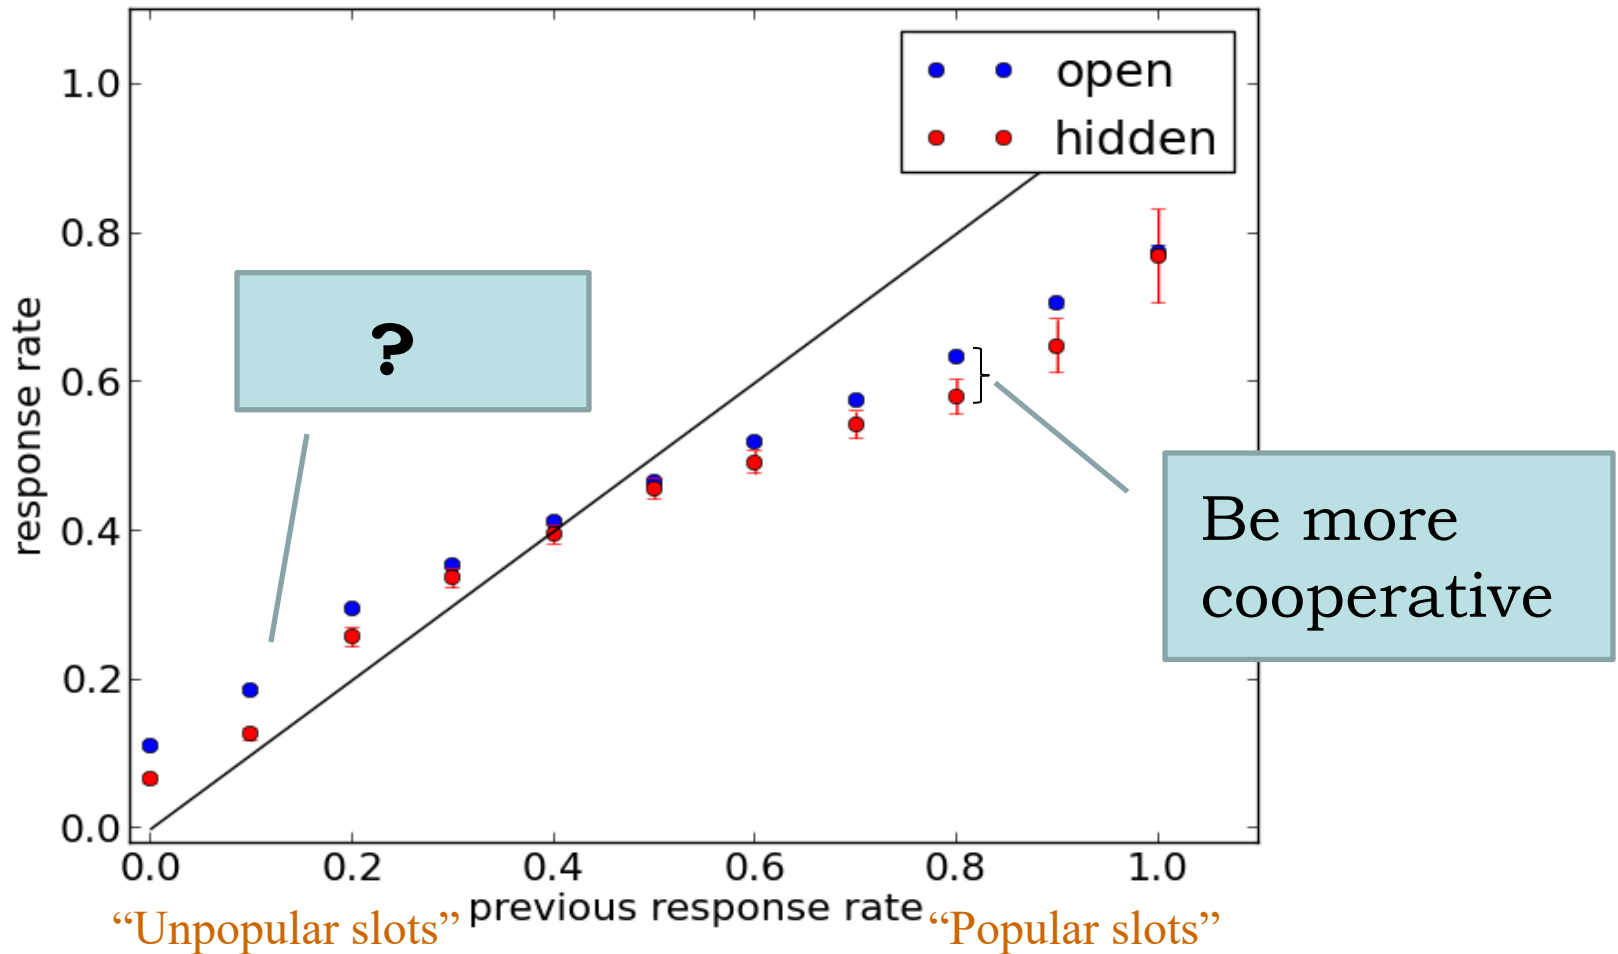 1.0
0.8
0.6
0.4
0.2
0.0
response rate
open
hidden
?
Be more
cooperative
0.0 0.2 0.4 0.6 0.8 1.0
previous response rate
“Unpopular slots” “Popular slots”